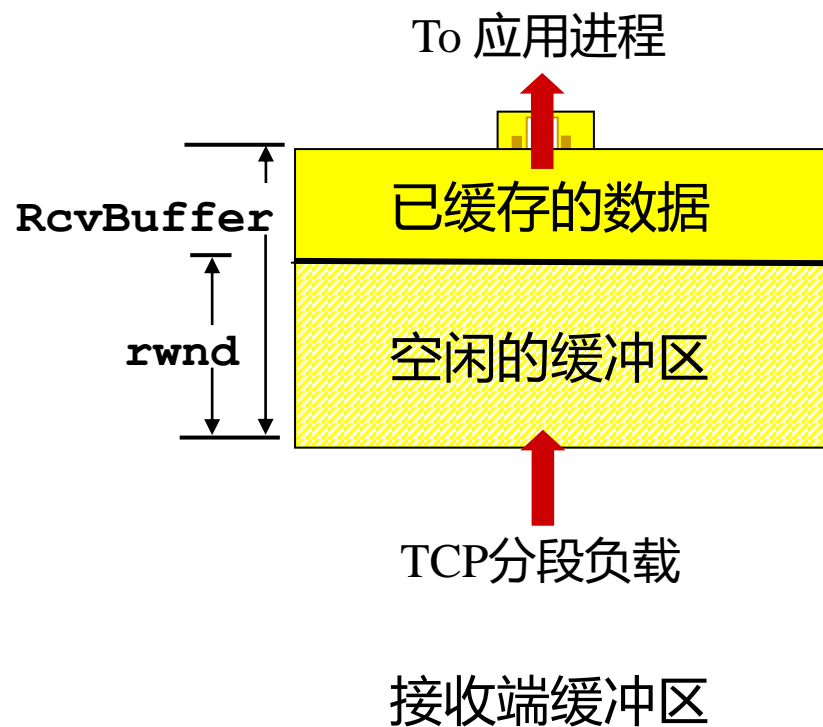 To 应用进程
RcvBuffer
已缓存的数据
rwnd
空闲的缓冲区
TCP分段负载
接收端缓冲区